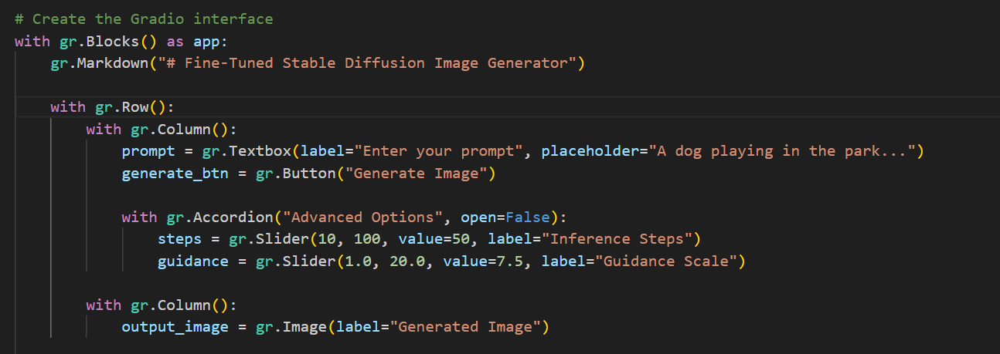 # Create the Gradio interface
with gr.Blocks() as app:
    gr.Markdown("# Fine-Tuned Stable Diffusion Image Generator")

    with gr.Row():
        with gr.Column():
            prompt = gr.Textbox(label="Enter your prompt", placeholder="A dog playing in the park...")
            generate_btn = gr.Button("Generate Image")

            with gr.Accordion("Advanced Options", open=False):
                steps = gr.Slider(10, 100, value=50, label="Inference Steps")
                guidance = gr.Slider(1.0, 20.0, value=7.5, label="Guidance Scale")

        with gr.Column():
            output_image = gr.Image(label="Generated Image")